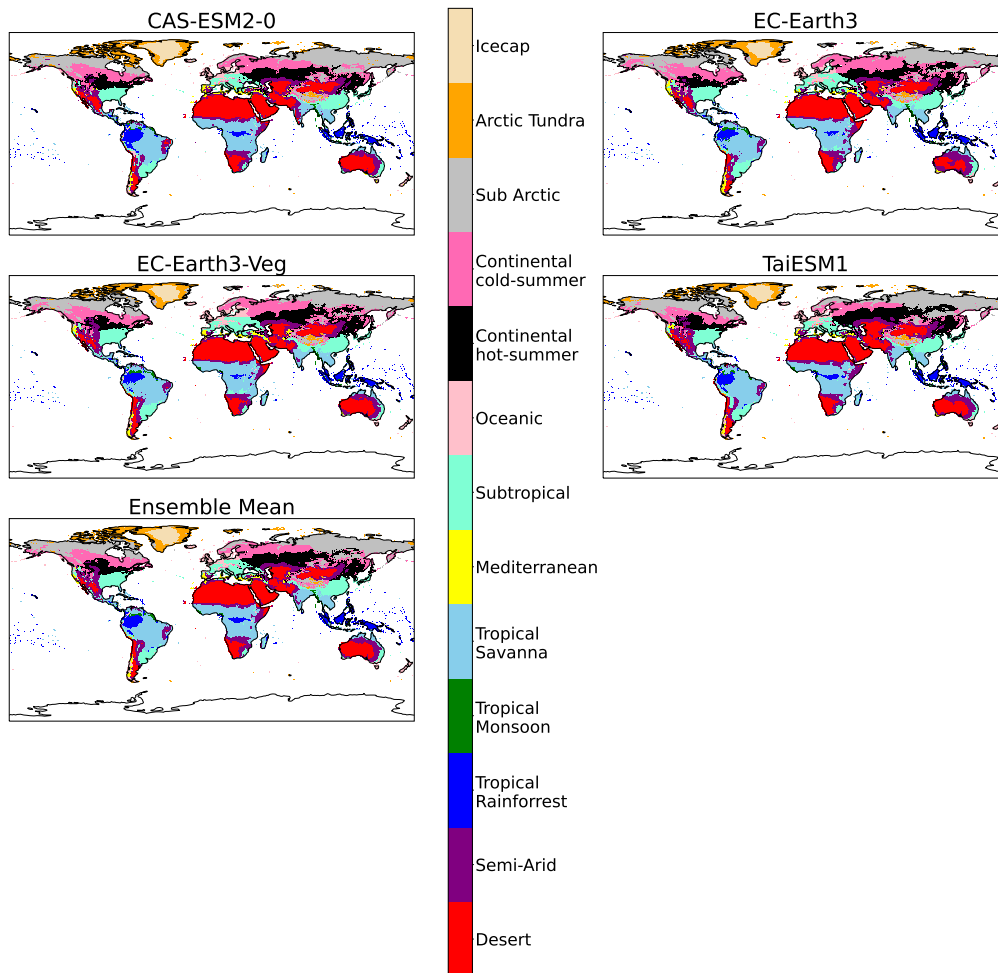 CAS-ESM2-0
EC-Earth3
EC-Earth3-Veg
TaiESM1
Ensemble Mean
Icecap
Arctic Tundra
Sub Arctic
Continental
cold-summer
Continental
hot-summer
Oceanic
Subtropical
Mediterranean
Tropical
Savanna
Tropical
Monsoon
Tropical
Rainforrest
Semi-Arid
Desert